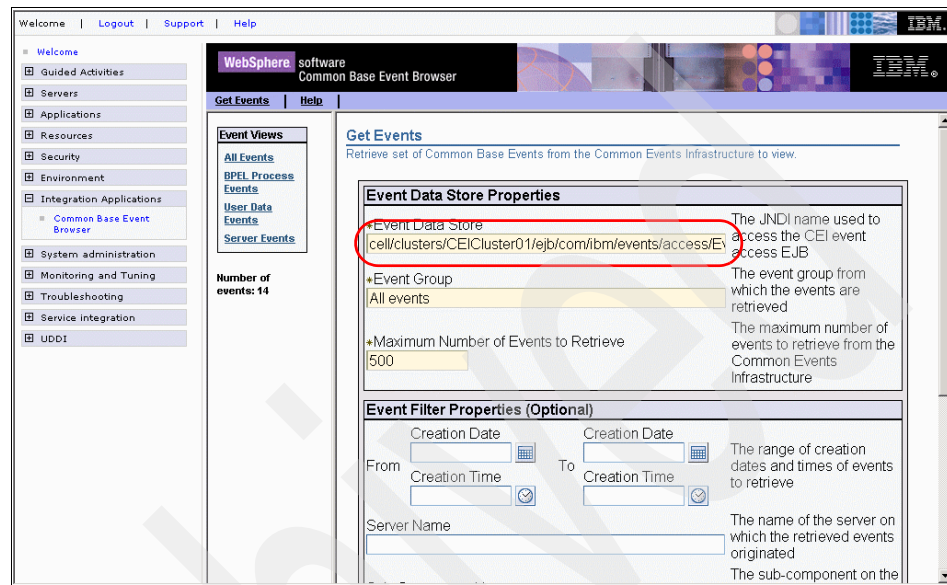 Welcome | Logout | Support | Help
IBM.
Welcome
Guided Activities
Servers
Applications
Resources
Security
Environment
Integration Applications
Common Base Event
Browser
System administration
Monitoring and Tuning
Troubleshooting
Service integration
UDDI
WebSphere software
Common Base Event Browser
IBM
Get Events | Help |
Event Views
All Events
BPEL Process
Events
User Data
Events
Server Events
Number of
events: 14
Get Events
Retrieve set of Common Base Events from the Common Events Infrastructure to view.
Event Data Store Properties
*Event Data Store
cell/clusters/CEICluster01/ejb/com/ibm/events/access/Ev
The JNDI name used to
access the CEI event
access EJB
*Event Group
All events
The event group from
which the events are
retrieved
*Maximum Number of Events to Retrieve
500
The maximum number of
events to retrieve from the
Common Events
Infrastructure
Event Filter Properties (Optional)
Creation Date
Creation Date
From
To
Creation Time
Creation Time
The range of creation
dates and times of events
to retrieve
Server Name
The name of the server on
which the retrieved events
originated
The sub-component on the